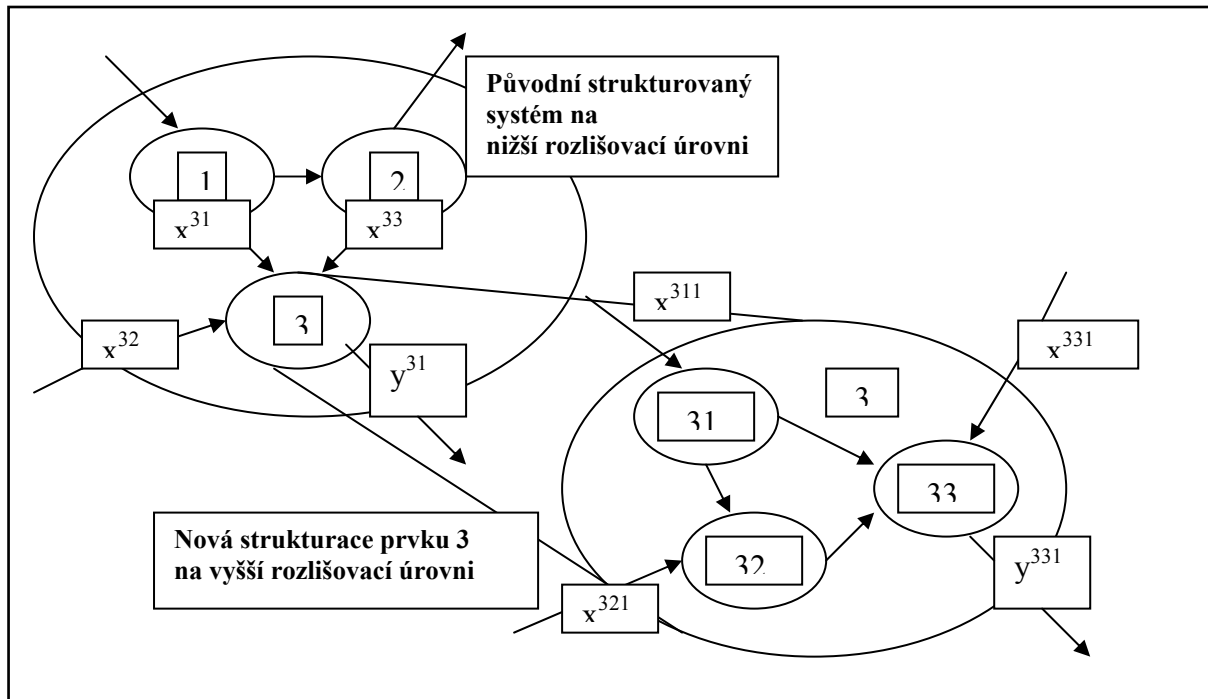 Původní strukturovaný
systém na
nižší rozlišovací úrovni
1
2
x³¹
x³³
x³¹¹
3
x³²
x³³¹
y³¹
3
31
33
Nová strukturace prvku 3
na vyšší rozlišovací úrovni
32
y³³¹
x³²¹